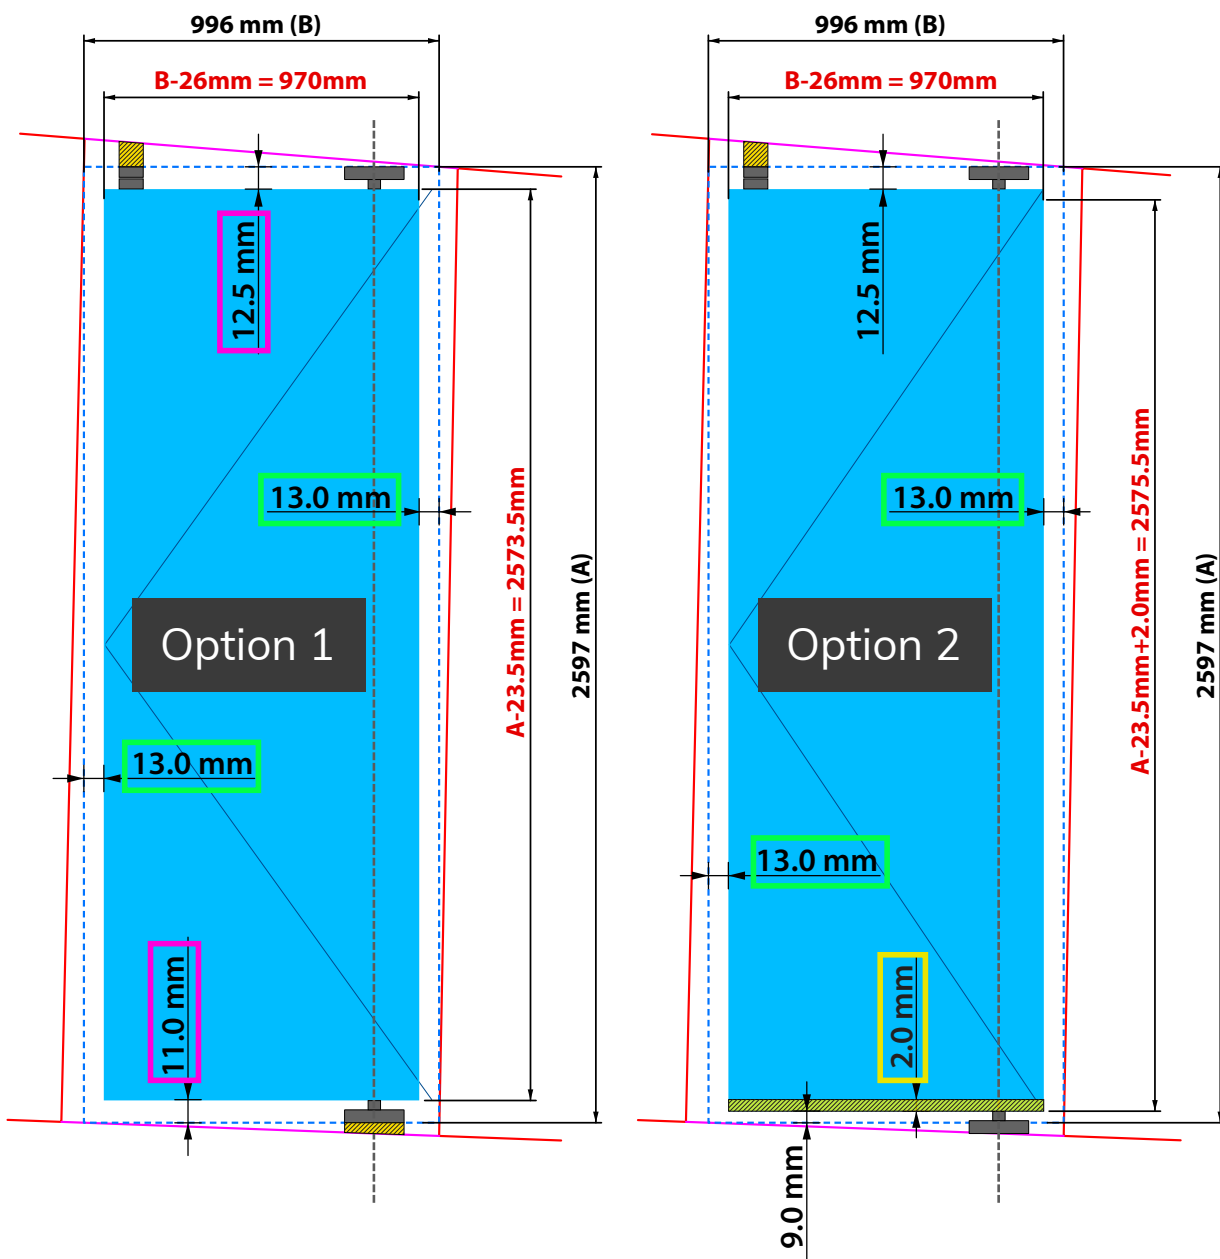 996 mm (B)
B-26mm = 970mm
12.5 mm
13.0 mm
A-23.5mm = 2573.5mm
2597 mm (A)
Option 1
13.0 mm
11.0 mm
996 mm (B)
B-26mm = 970mm
12.5 mm
13.0 mm
A-23.5mm+2.0mm = 2575.5mm
2597 mm (A)
Option 2
13.0 mm
2.0 mm
9.0 mm